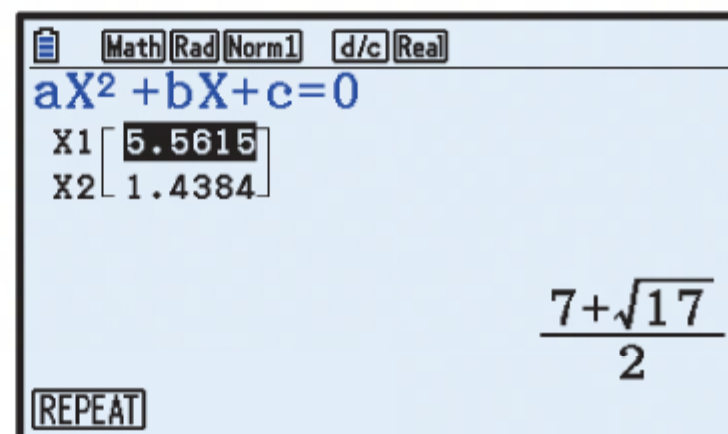 Math Rad Norm1 d/c Real
aX² +bX+c=0
X1[ 5.5615]
X2[ 1.4384]
7+√17
2
REPEAT